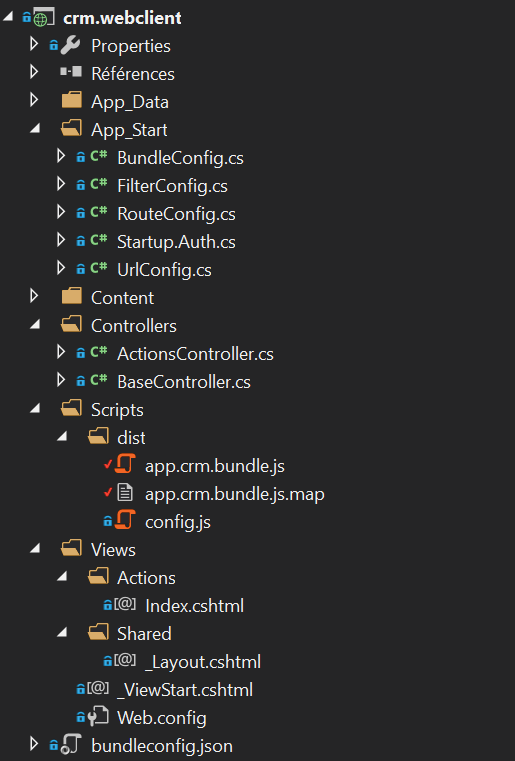 crm.webclient
Properties
Références
App_Data
App_Start
C# BundleConfig.cs
C# FilterConfig.cs
C# RouteConfig.cs
C# Startup.Auth.cs
C# UrlConfig.cs
Content
Controllers
C# ActionsController.cs
C# BaseController.cs
Scripts
dist
app.crm.bundle.js
app.crm.bundle.js.map
config.js
Views
Actions
[@] Index.cshtml
Shared
[@] _Layout.cshtml
[@] _ViewStart.cshtml
Web.config
bundleconfig.json